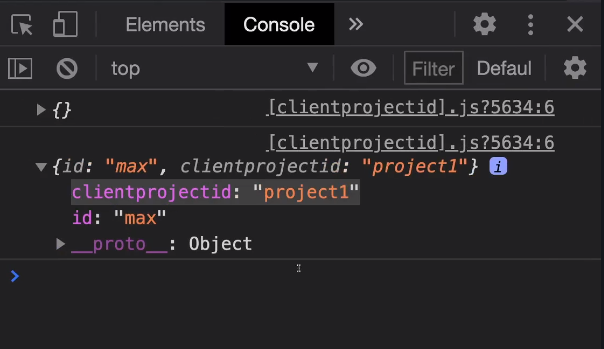 Elements Console »
top Filter Defaul
{} [clientprojectid].js?5634:6
[clientprojectid].js?5634:6
{id: "max", clientprojectid: "project1"} i
clientprojectid: "project1"
id: "max"
__proto__: Object
>